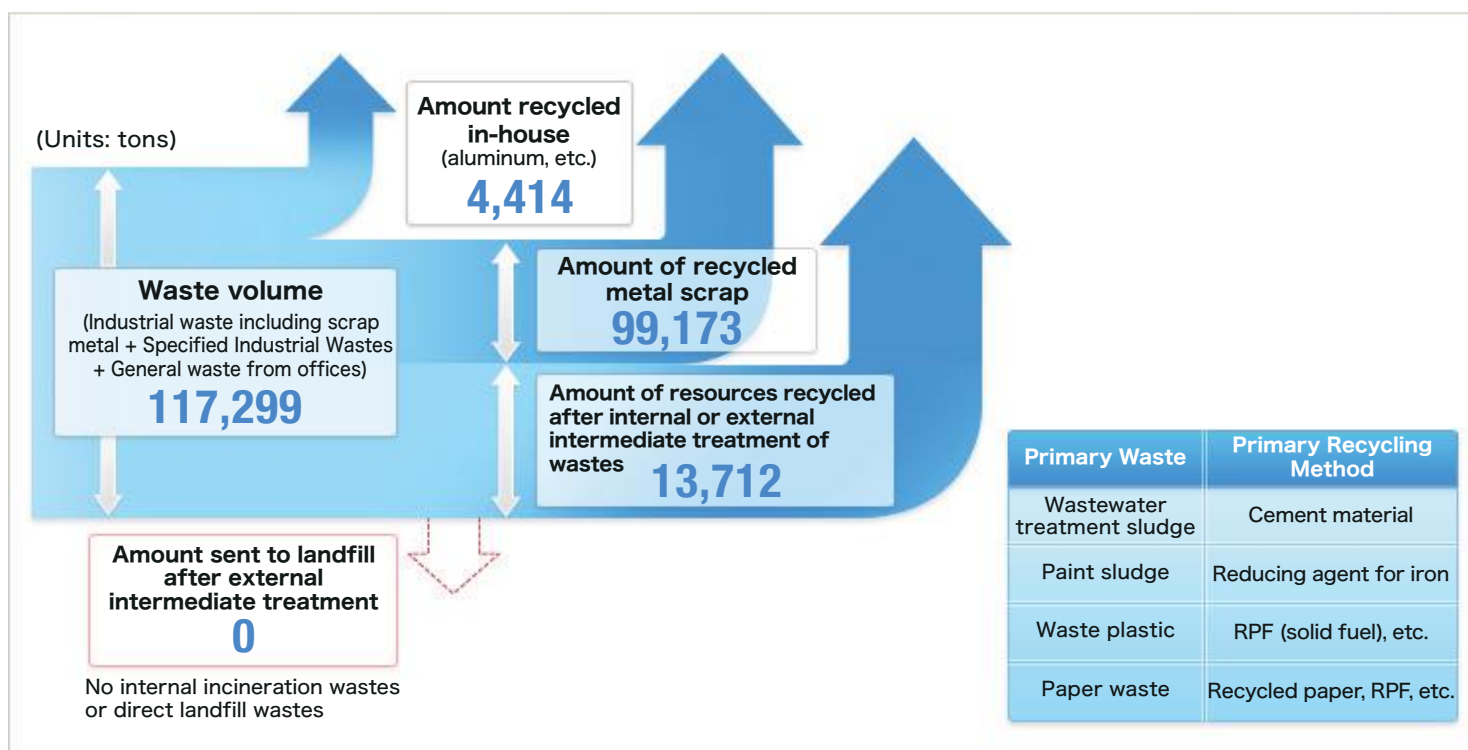 (Units: tons)
Amount recycled
in-house
(aluminum, etc.)
4,414
Waste volume
(Industrial waste including scrap
metal + Specified Industrial Wastes
+ General waste from offices)
117,299
Amount of recycled
metal scrap
99,173
Amount of resources recycled
after internal or external
intermediate treatment of
wastes
13,712
Amount sent to landfill
after external
intermediate treatment
0
No internal incineration wastes
or direct landfill wastes
Primary Waste
Primary Recycling
Method
Wastewater
treatment sludge
Cement material
Paint sludge
Reducing agent for iron
Waste plastic
RPF (solid fuel), etc.
Paper waste
Recycled paper, RPF, etc.